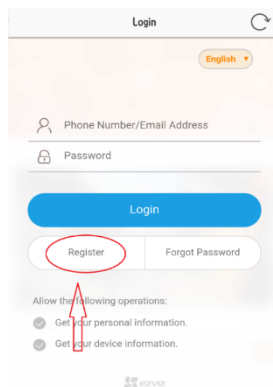 Login
English
Phone Number/Email Address
Password
Login
Register
Forgot Password
Allow the following operations:
Get your personal information.
Get your device information.
ezviz